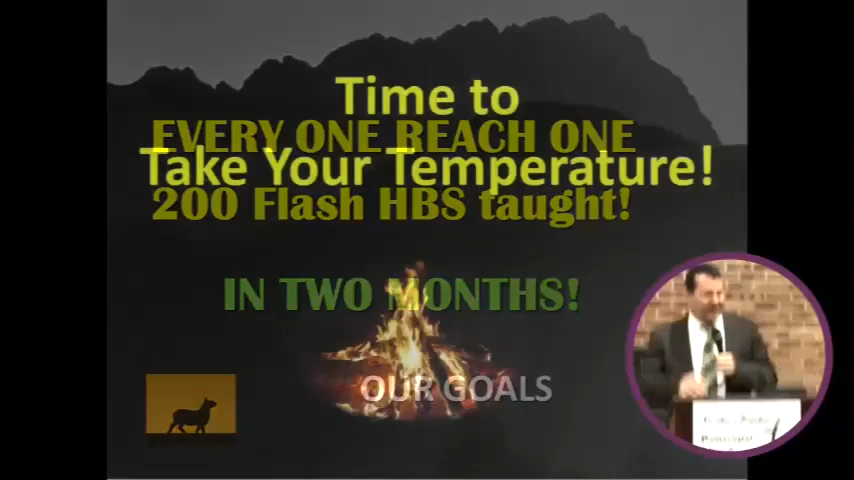 Time to
EVERY ONE REACH ONE
Take Your Temperature!
200 Flash HBS taught!
IN TWO MONTHS!
OUR GOALS